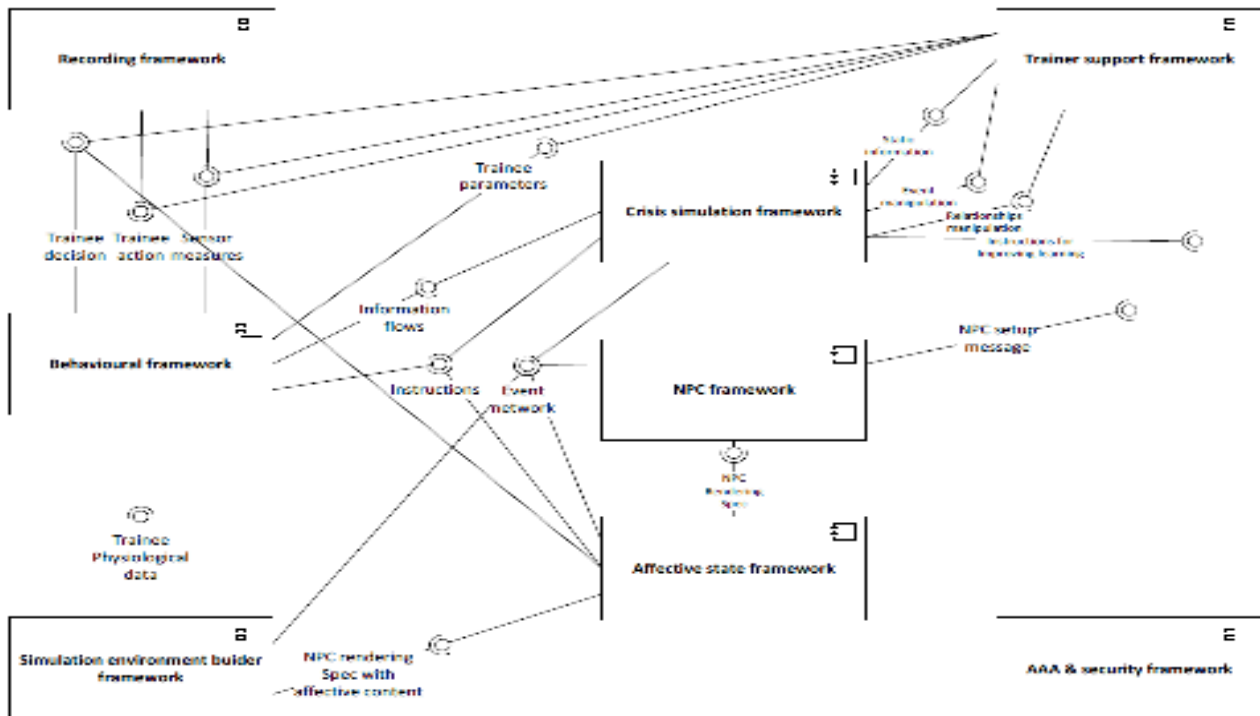 Recording framework
Trainer support framework
State
information
Trainee
parameters
Event
manipulation
Crisis simulation framework
Relationships
manipulation
Trainee
decision
Trainee
action
Sensor
measures
Instructions for
Improving learning
Information
flows
NPC setup
message
Behavioural framework
Instructions
Event
network
NPC framework
NPC
Rendering
Spec
Trainee
Physiological
data
Affective state framework
Simulation environment buider
framework
NPC rendering
Spec with
affective content
AAA & security framework